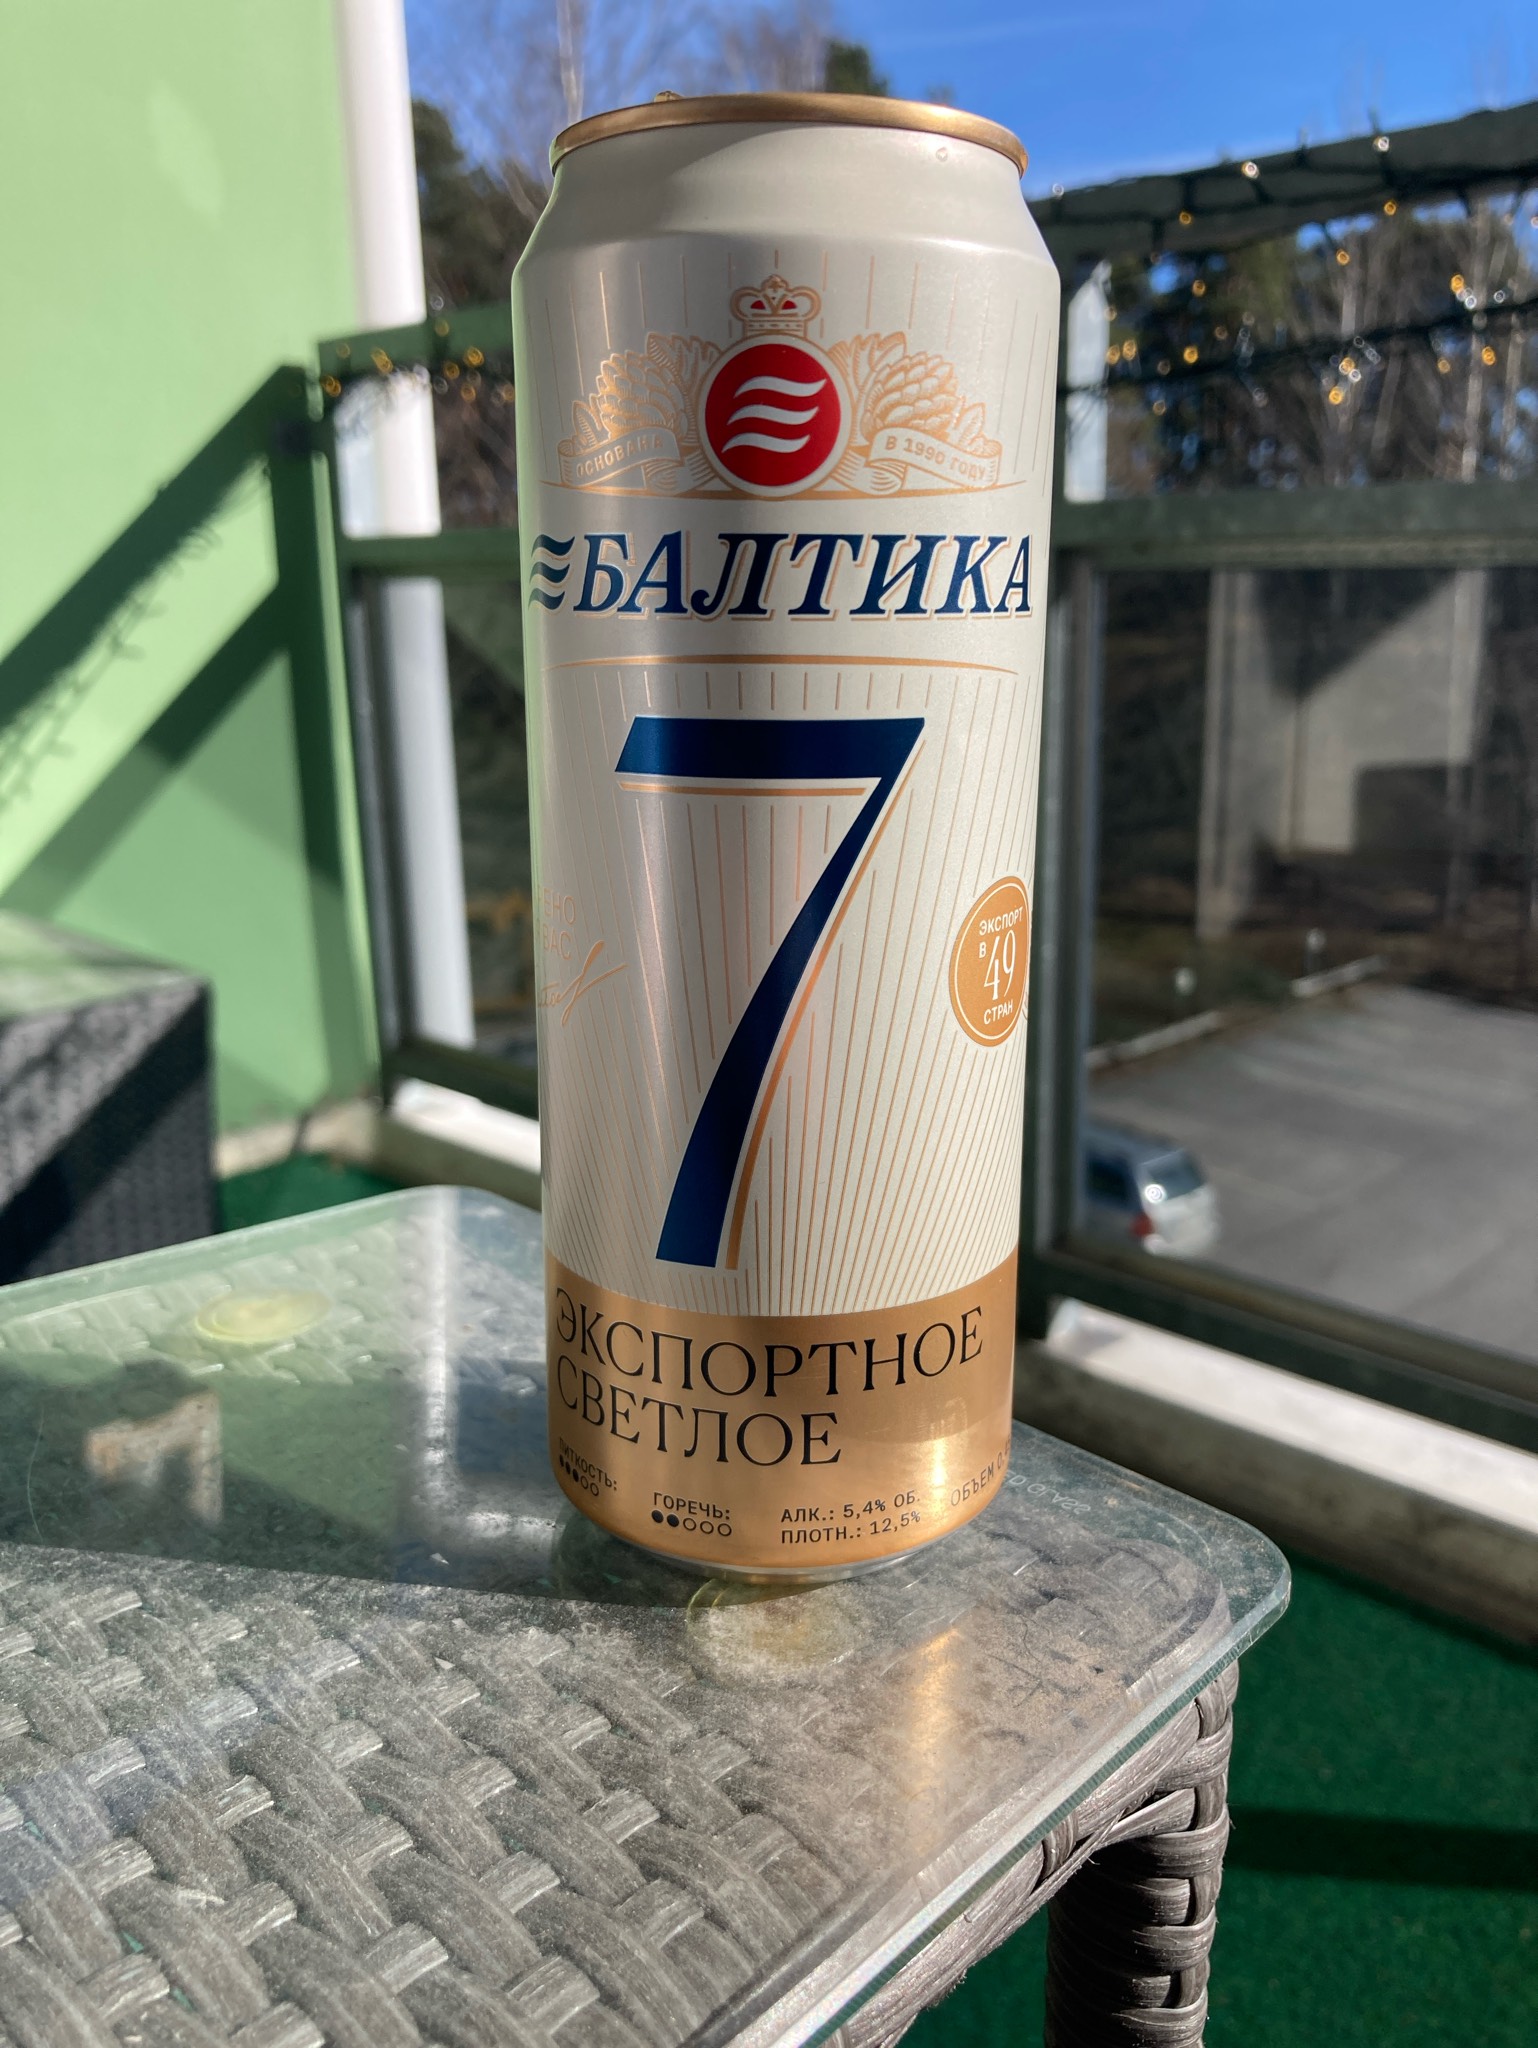 ОСНОВАНА
В 1990 ГОДУ
БАЛТИКА
7
ЭКСПОРТ
В 49
СТРАН
ЭКСПОРТНОЕ
СВЕТЛОЕ
ПИТКОСТЬ:
ГОРЕЧЬ:
АЛК.: 5,4% ОБ.
ПЛОТН.: 12,5%
ОБЪЕМ